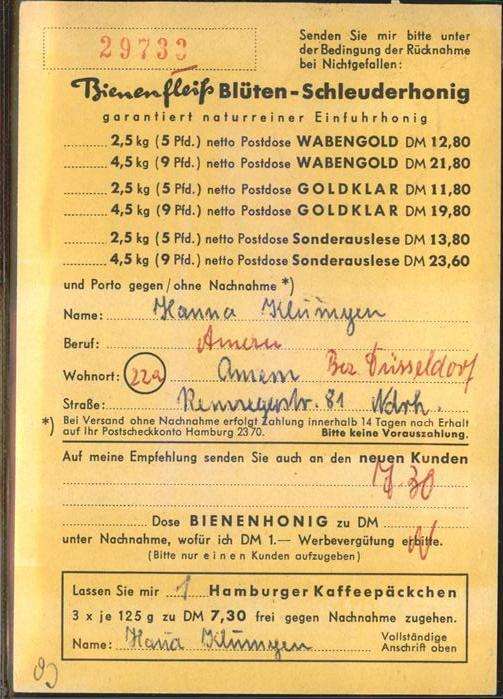 29733
Senden Sie mir bitte unter
der Bedingung der Rücknahme
bei Nichtgefallen:
Bienenfleiß Blüten-Schleuderhonig
garantiert naturreiner Einfuhrhonig
.......... 2,5 kg (5 Pfd.) netto Postdose WABENGOLD DM 12,80
.......... 4,5 kg (9 Pfd.) netto Postdose WABENGOLD DM 21,80
.......... 2,5 kg (5 Pfd.) netto Postdose GOLDKLAR DM 11,80
.......... 4,5 kg (9 Pfd.) netto Postdose GOLDKLAR DM 19,80
.......... 2,5 kg (5 Pfd.) netto Postdose Sonderauslese DM 13,80
.......... 4,5 kg (9 Pfd.) netto Postdose Sonderauslese DM 23,60
und Porto gegen/ohne Nachnahme *)
Name: Hanna
Beruf: Amern
Wohnort: 22a Amern Bez Düsseldorf
Straße: 81 Ndrh.
*) Bei Versand ohne Nachnahme erfolgt Zahlung innerhalb 14 Tagen nach Erhalt
auf Ihr Postscheckkonto Hamburg 2370. Bitte keine Vorauszahlung.
Auf meine Empfehlung senden Sie auch an den neuen Kunden
.......... Dose BIENENHONIG zu DM ..........
unter Nachnahme, wofür ich DM 1.— Werbevergütung erbitte.
(Bitte nur einen Kunden aufzugeben)
Lassen Sie mir 1 Hamburger Kaffeepäckchen
3 x je 125 g zu DM 7,30 frei gegen Nachnahme zugehen.
Name: Vollständige
Anschrift oben